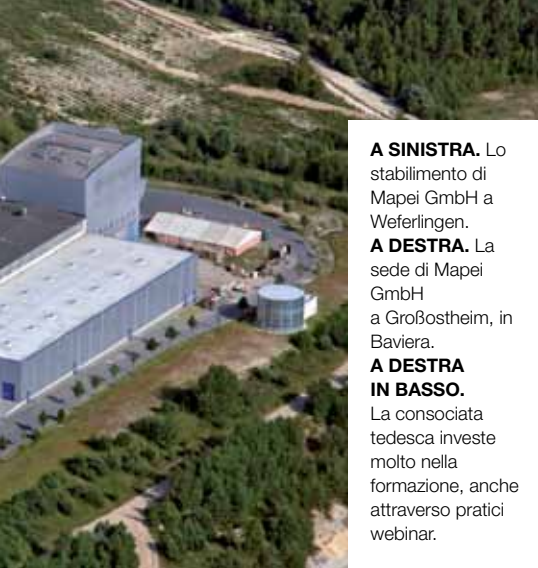 A SINISTRA. Lo
stabilimento di
Mapei GmbH a
Weferlingen.
A DESTRA. La
sede di Mapei
GmbH
a Großostheim, in
Baviera.
A DESTRA
IN BASSO.
La consociata
tedesca investe
molto nella
formazione, anche
attraverso pratici
webinar.